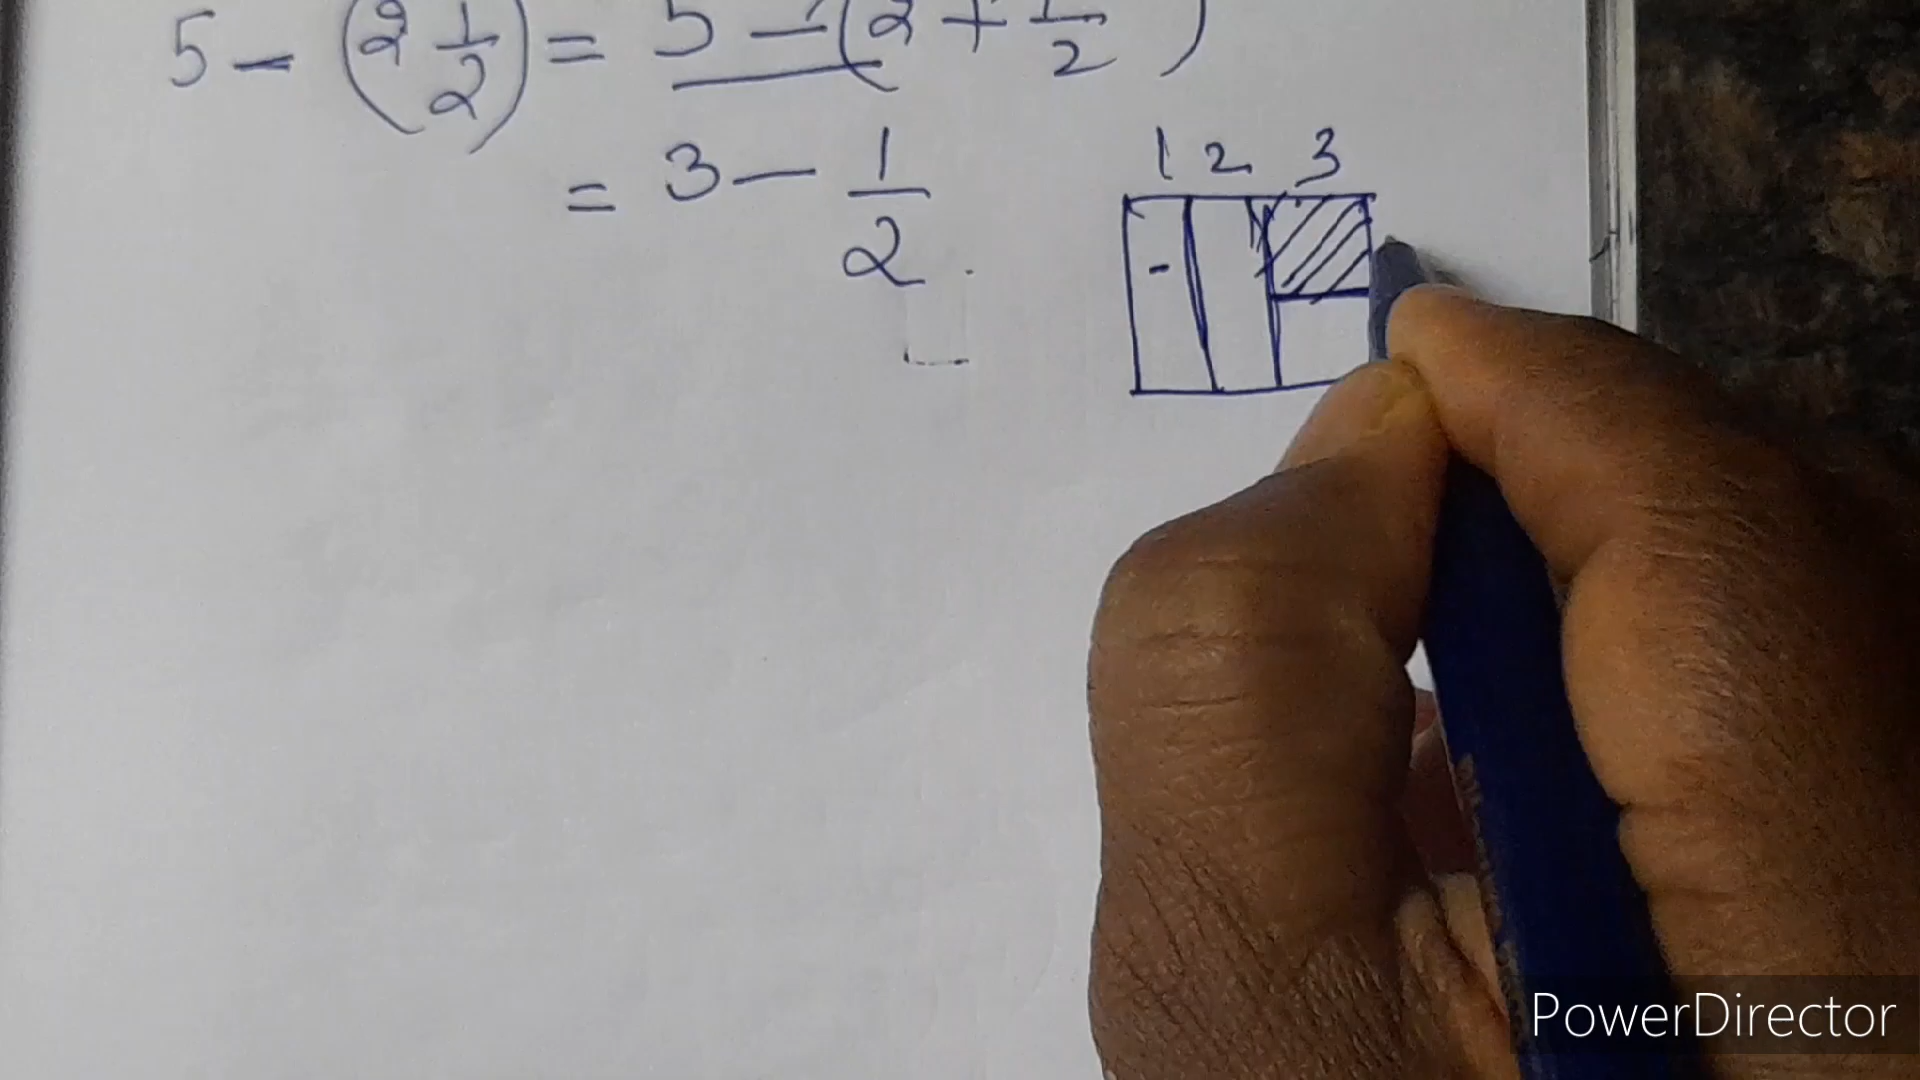 5 - (2 1/2) = 5 - (2 + 1/2)
= 3 - 1/2
1 2 3
PowerDirector